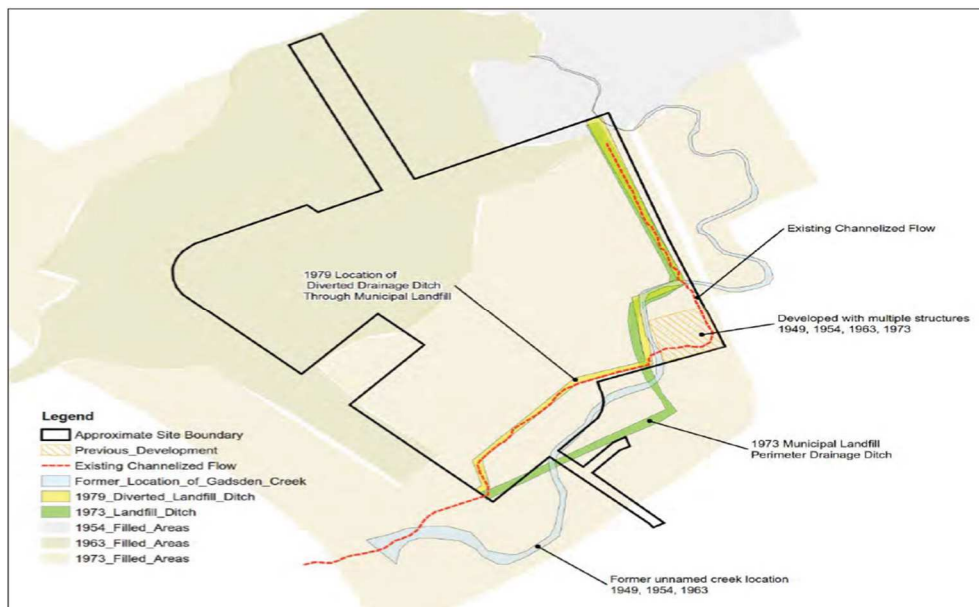 Existing Channelized Flow
1979 Location of
Diverted Drainage Ditch
Through Municipal Landfill
Developed with multiple structures
1949, 1954, 1963, 1973
1973 Municipal Landfill
Perimeter Drainage Ditch
Former unnamed creek location
1949, 1954, 1963
Legend
Approximate Site Boundary
Previous_Development
Existing Channelized Flow
Former_Location_of_Gadsden_Creek
1979_Diverted_Landfill_Ditch
1973_Landfill_Ditch
1954_Filled_Areas
1963_Filled_Areas
1973_Filled_Areas